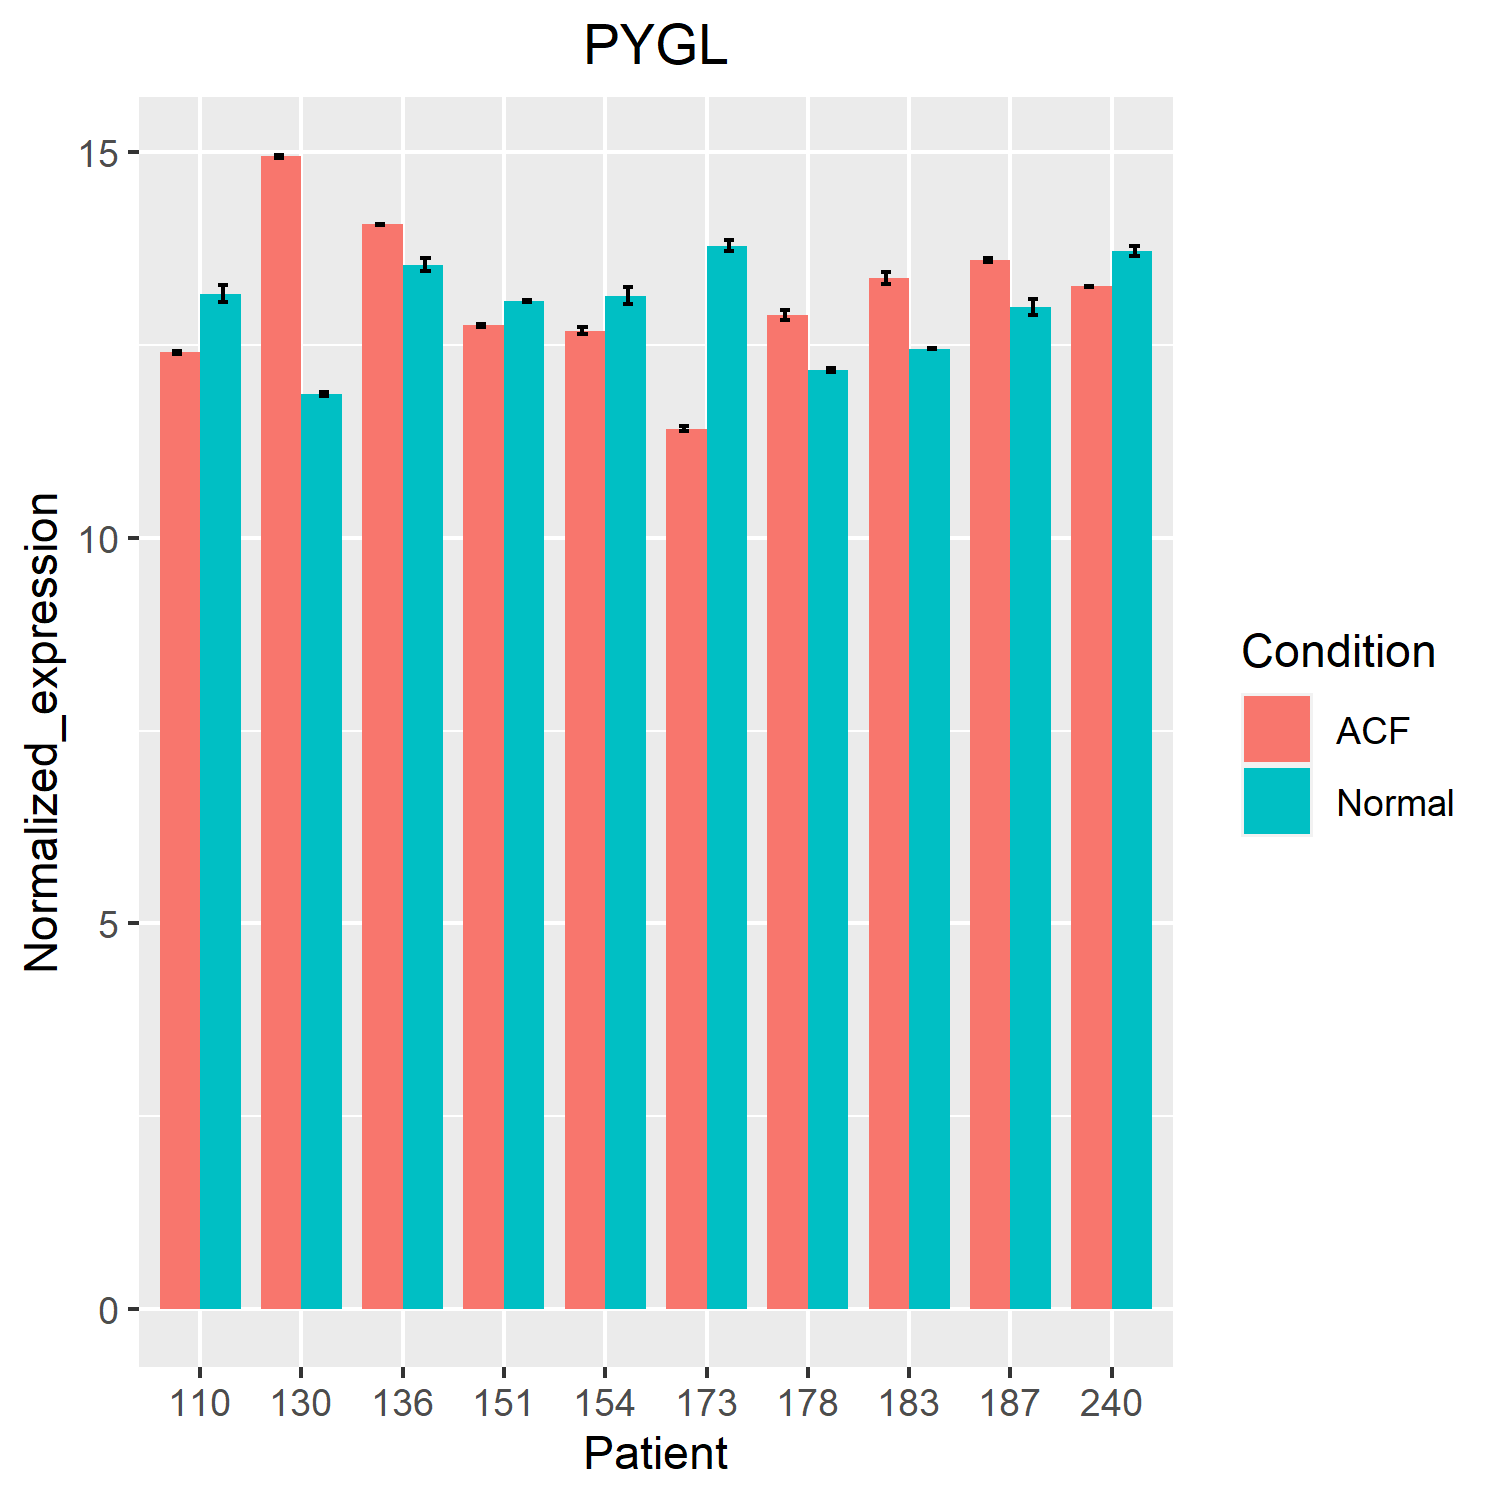 PYGL
15
10
5
0
Normalized_expression
110 130 136 151 154 173 178 183 187 240
Patient
Condition
ACF
Normal